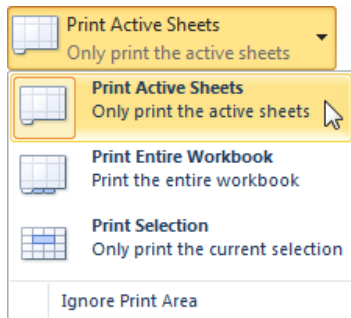 Print Active Sheets
Only print the active sheets
Print Active Sheets
Only print the active sheets
Print Entire Workbook
Print the entire workbook
Print Selection
Only print the current selection
Ignore Print Area